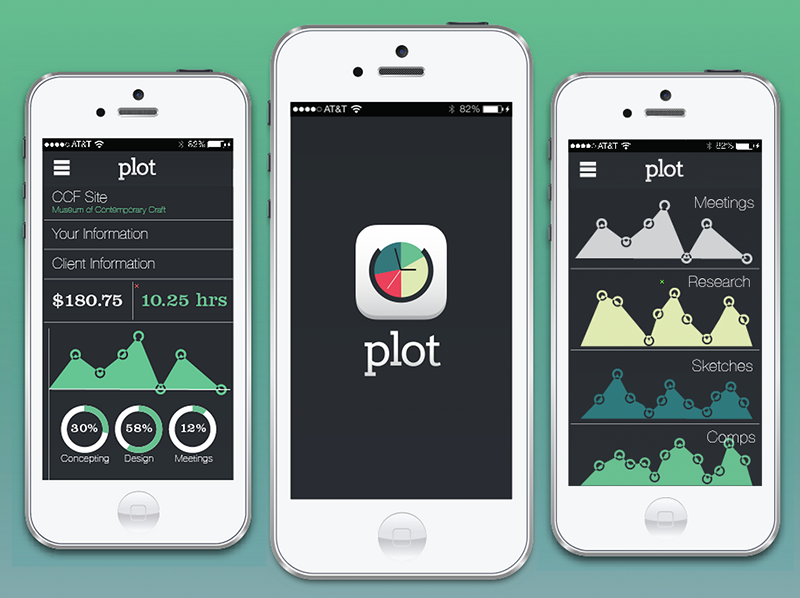 AT&T 82%
plot
CCF Site
Museum of Contemporary Craft
Your Information
Client Information
$180.75 10.25 hrs
30% 58% 12%
Concepting Design Meetings
AT&T 82%
plot
AT&T 82%
plot
Meetings
Research
Sketches
Comps